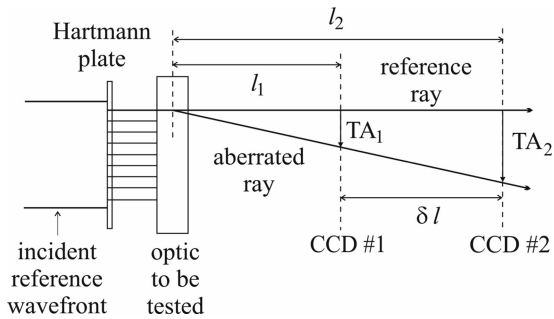 Hartmann
plate
l₂
l₁
reference
ray
TA₁
TA₂
aberrated
ray
δ l
CCD #1
CCD #2
incident
reference
wavefront
optic
to be
tested